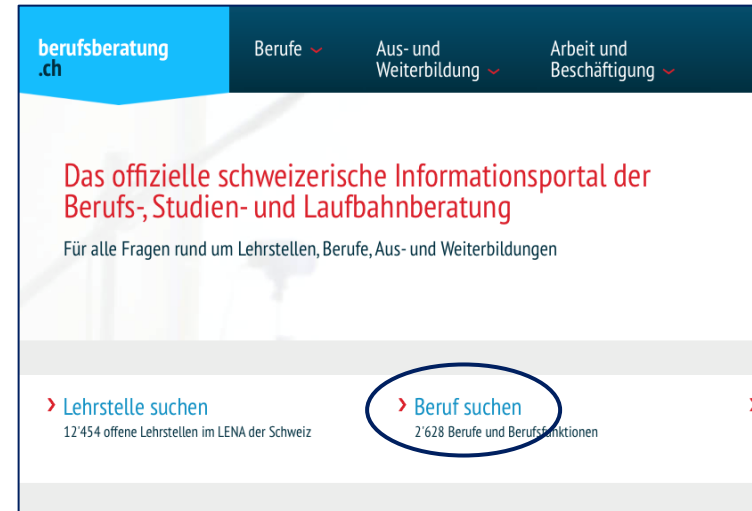 berufsberatung
.ch
Berufe
Aus- und
Weiterbildung
Arbeit und
Beschäftigung
Das offizielle schweizerische Informationsportal der
Berufs-, Studien- und Laufbahnberatung
Für alle Fragen rund um Lehrstellen, Berufe, Aus- und Weiterbildungen
Lehrstelle suchen
12'454 offene Lehrstellen im LENA der Schweiz
Beruf suchen
2'628 Berufe und Berufsfunktionen